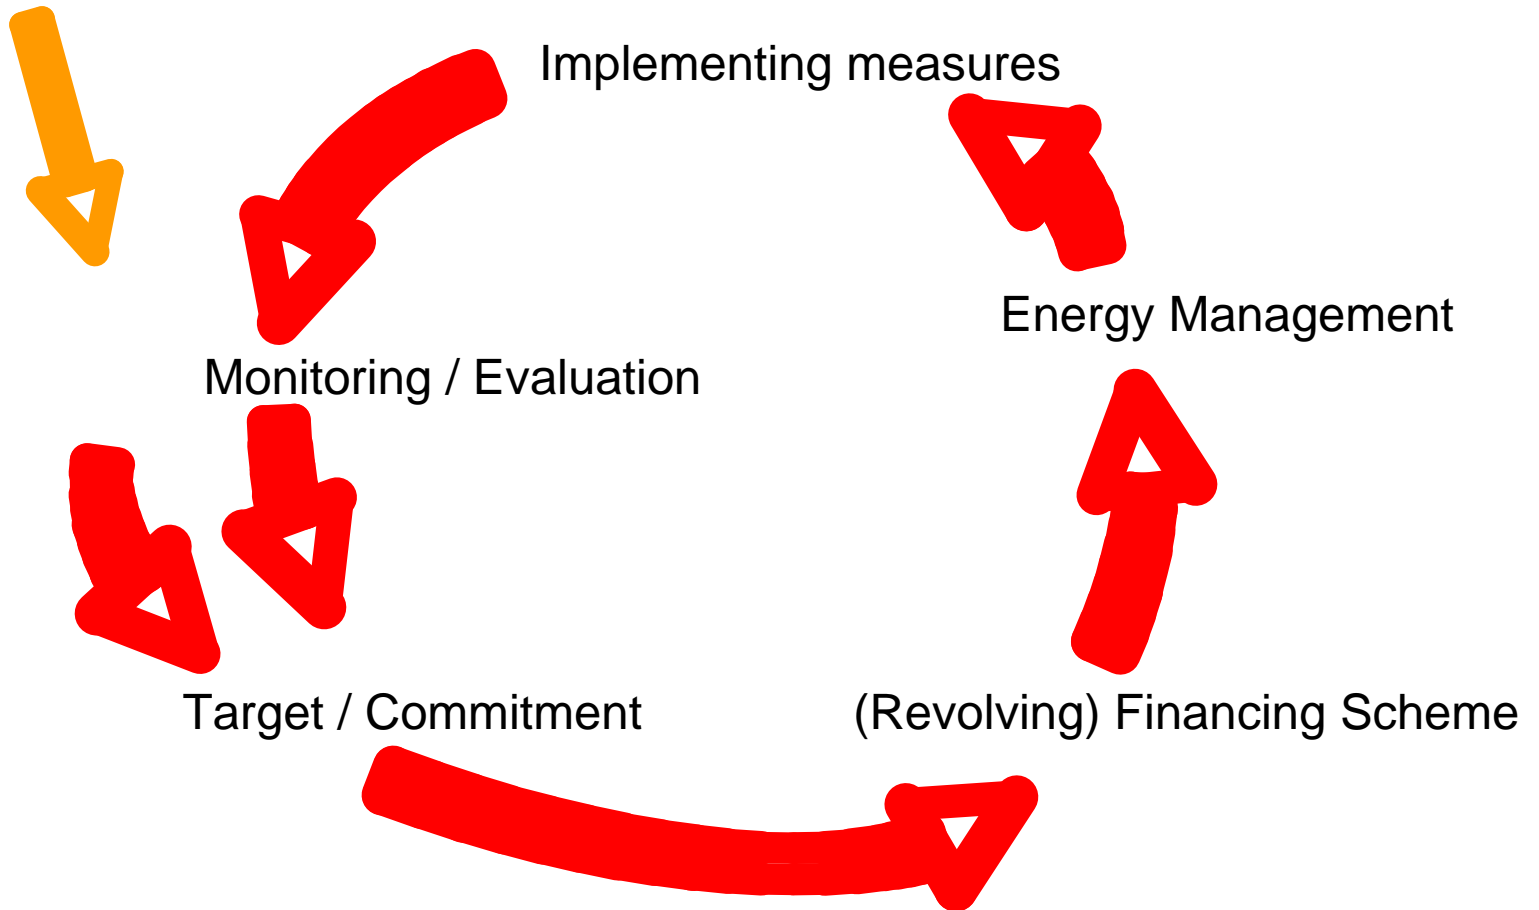 Implementing measures
Energy Management
Monitoring / Evaluation
Target / Commitment
(Revolving) Financing Scheme